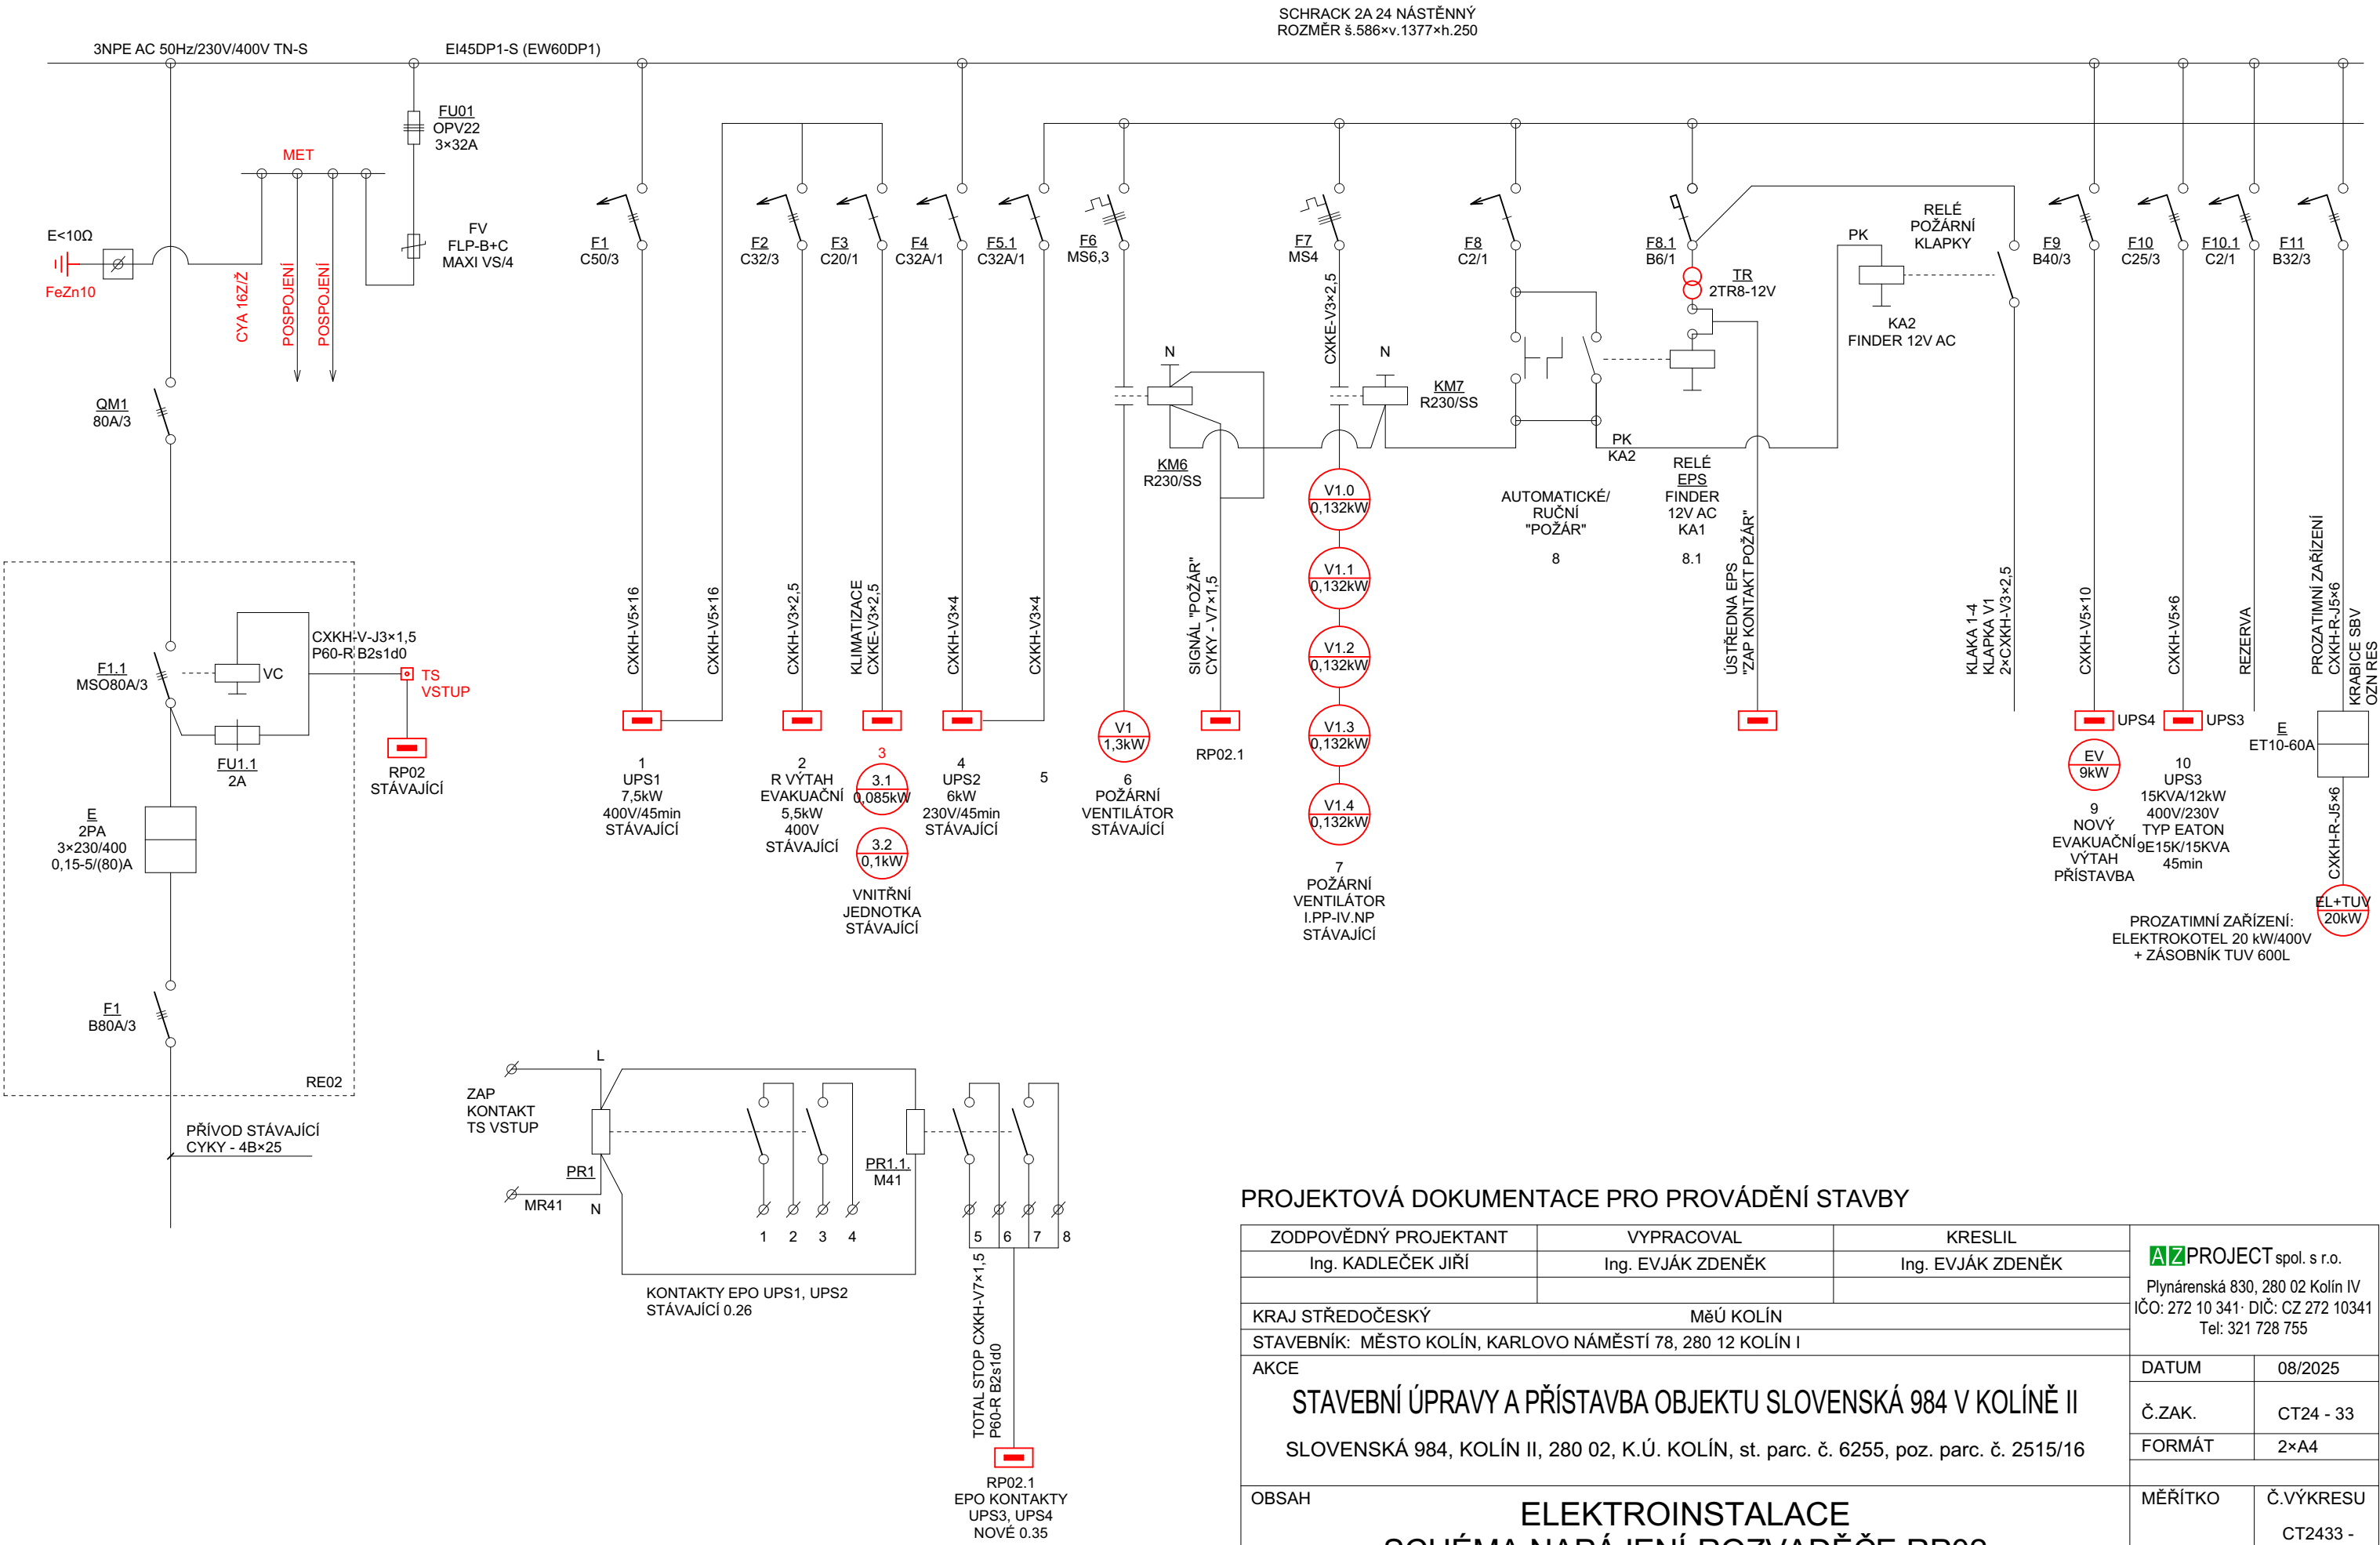 SCHRACK 2A 24 NÁSTĚNNÝ
ROZMĚR š.586×v.1377×h.250
3NPE AC 50Hz/230V/400V TN-S
EI45DP1-S (EW60DP1)
FU01
OPV22
3×32A
MET
FV
FLP-B+C
MAXI VS/4
E<10Ω
FeZn10
CYA 16Z/Ž
POSPOJENÍ
POSPOJENÍ
QM1
80A/3
F1
C50/3
F2
C32/3
F3
C20/1
F4
C32A/1
F5.1
C32A/1
F6
MS6,3
F7
MS4
F8
C2/1
F8.1
B6/1
TR
2TR8-12V
PK
RELÉ
POŽÁRNÍ
KLAPKY
KA2
FINDER 12V AC
F9
B40/3
F10
C25/3
F10.1
C2/1
F11
B32/3
CXKE-V3×2,5
N
N
KM7
R230/SS
KM6
R230/SS
PK
KA2
AUTOMATICKÉ/
RUČNÍ
"POŽÁR"
8
RELÉ
EPS
FINDER
12V AC
KA1
8.1
F1.1
MSO80A/3
VC
CXKH-V-J3×1,5
P60-R B2s1d0
TS
VSTUP
FU1.1
2A
RP02
STÁVAJÍCÍ
E
2PA
3×230/400
0,15-5/(80)A
F1
B80A/3
RE02
PŘÍVOD STÁVAJÍCÍ
CYKY - 4B×25
CXKH-V5×16
CXKH-V5×16
CXKH-V3×2,5
KLIMATIZACE
CXKE-V3×2,5
CXKH-V3×4
CXKH-V3×4
SIGNÁL "POŽÁR"
CYKY - V7×1,5
ÚSTŘEDNA EPS
"ZAP KONTAKT POŽÁR"
KLAKA 1-4
KLAPKA V1
2×CXKH-V3×2,5
CXKH-V5×10
CXKH-V5×6
REZERVA
PROZATIMNÍ ZAŘÍZENÍ
CXKH-R-J5×6
KRABICE SBV
OZN RES
1
UPS1
7,5kW
400V/45min
STÁVAJÍCÍ
2
R VÝTAH
EVAKUAČNÍ
5,5kW
400V
STÁVAJÍCÍ
3
3.1
0,085kW
3.2
0,1kW
VNITŘNÍ
JEDNOTKA
STÁVAJÍCÍ
4
UPS2
6kW
230V/45min
STÁVAJÍCÍ
5
V1
1,3kW
6
POŽÁRNÍ
VENTILÁTOR
STÁVAJÍCÍ
RP02.1
V1.0
0,132kW
V1.1
0,132kW
V1.2
0,132kW
V1.3
0,132kW
V1.4
0,132kW
7
POŽÁRNÍ
VENTILÁTOR
I.PP-IV.NP
STÁVAJÍCÍ
UPS4
EV
9kW
9
NOVÝ
EVAKUAČNÍ
VÝTAH
PŘÍSTAVBA
UPS3
10
UPS3
15KVA/12kW
400V/230V
TYP EATON
9E15K/15KVA
45min
E
ET10-60A
CXKH-R-J5×6
EL+TUV
20kW
PROZATIMNÍ ZAŘÍZENÍ:
ELEKTROKOTEL 20 kW/400V
+ ZÁSOBNÍK TUV 600L
ZAP
KONTAKT
TS VSTUP
L
PR1
MR41
N
PR1.1.
M41
1 2 3 4
5 6 7 8
KONTAKTY EPO UPS1, UPS2
STÁVAJÍCÍ 0.26
TOTAL STOP CXKH-V7×1,5
P60-R B2s1d0
RP02.1
EPO KONTAKTY
UPS3, UPS4
NOVÉ 0.35
PROJEKTOVÁ DOKUMENTACE PRO PROVÁDĚNÍ STAVBY
ZODPOVĚDNÝ PROJEKTANT VYPRACOVAL KRESLIL
Ing. KADLEČEK JIŘÍ Ing. EVJÁK ZDENĚK Ing. EVJÁK ZDENĚK
AZPROJECT spol. s r.o.
Plynárenská 830, 280 02 Kolín IV
IČO: 272 10 341· DIČ: CZ 272 10341
Tel: 321 728 755
KRAJ STŘEDOČESKÝ MěÚ KOLÍN
STAVEBNÍK: MĚSTO KOLÍN, KARLOVO NÁMĚSTÍ 78, 280 12 KOLÍN I
AKCE
STAVEBNÍ ÚPRAVY A PŘÍSTAVBA OBJEKTU SLOVENSKÁ 984 V KOLÍNĚ II
SLOVENSKÁ 984, KOLÍN II, 280 02, K.Ú. KOLÍN, st. parc. č. 6255, poz. parc. č. 2515/16
DATUM 08/2025
Č.ZAK. CT24 - 33
FORMÁT 2×A4
OBSAH
ELEKTROINSTALACE
SCHÉMA NAPÁJENÍ ROZVADĚČE RP02
MĚŘÍTKO Č.VÝKRESU
CT2433 -